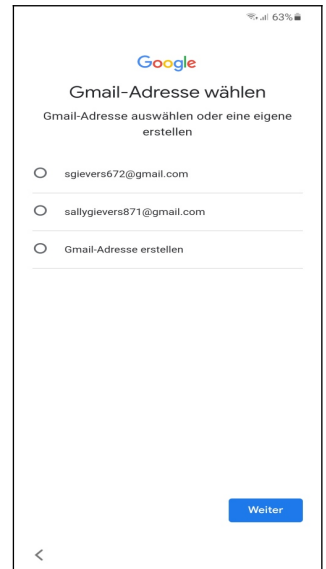 63%
Google
Gmail-Adresse wählen
Gmail-Adresse auswählen oder eine eigene
erstellen
sgievers672@gmail.com
sallygievers871@gmail.com
Gmail-Adresse erstellen
Weiter